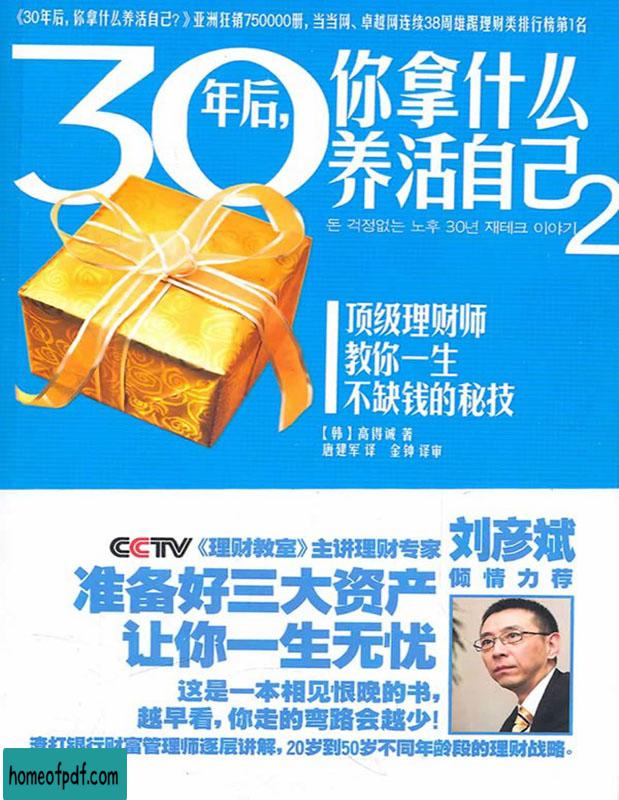 《30年后,你拿什么养活自己?》亚洲狂销750000册,当当网、卓越网连续38周雄踞理财类排行榜第1名
30年后,
你拿什么
养活自己2
돈 걱정없는 노후 30년 재테크 이야기
顶级理财师
教你一生
不缺钱的秘技
【韩】高得诚 著
唐建军 译 金钟 译审
CCTV《理财教室》主讲理财专家 刘彦斌
倾情力荐
准备好三大资产
让你一生无忧
这是一本相见恨晚的书,
越早看,你走的弯路会越少!
渣打银行财富管理师逐层讲解,20岁到50岁不同年龄段的理财战略。
homeofpdf.com